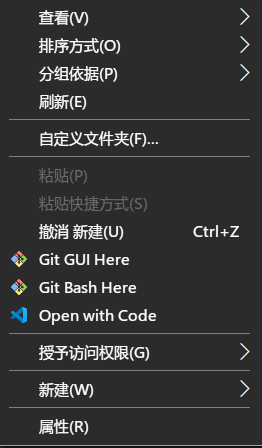 查看(V)
排序方式(O)
分组依据(P)
刷新(E)
自定义文件夹(F)...
粘贴(P)
粘贴快捷方式(S)
撤消 新建(U) Ctrl+Z
Git GUI Here
Git Bash Here
Open with Code
授予访问权限(G)
新建(W)
属性(R)